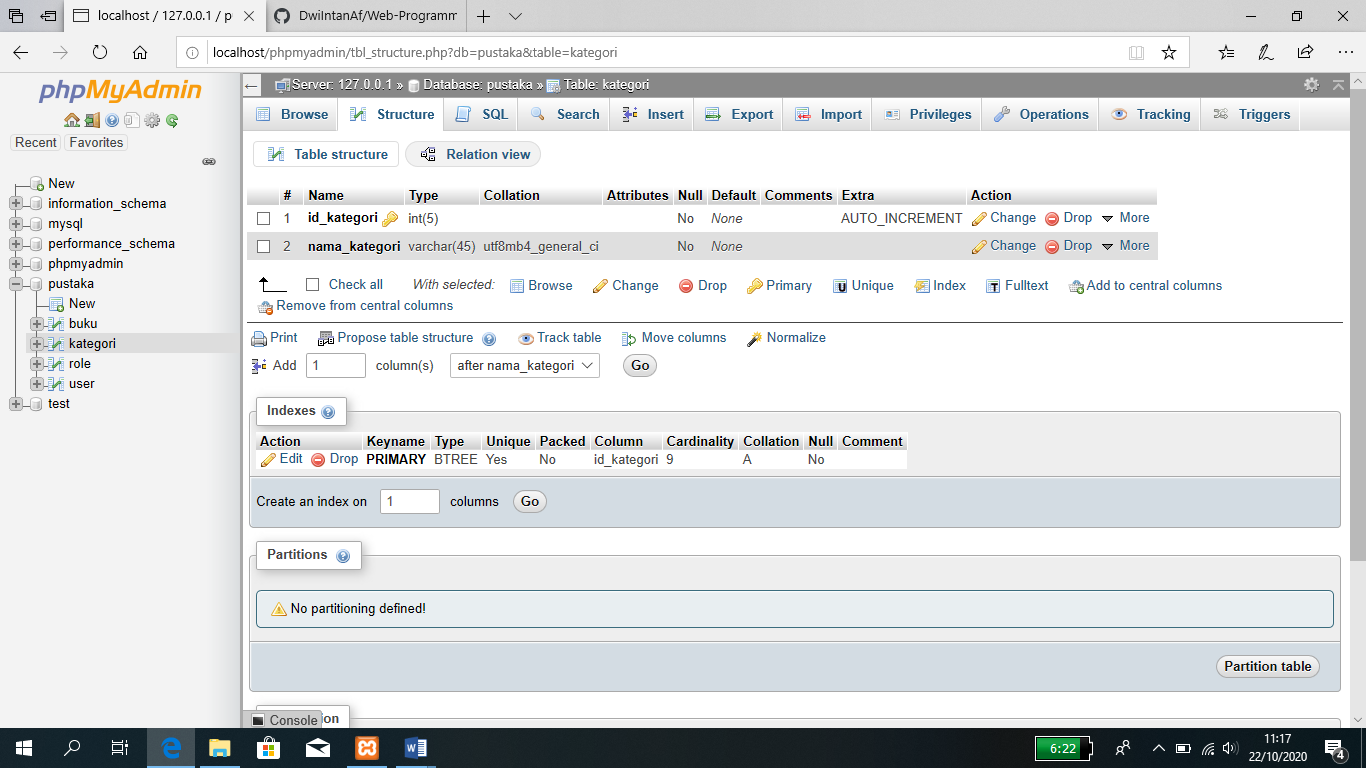 localhost / 127.0.0.1 / p
DwiIntanAf/Web-Programm
localhost/phpmyadmin/tbl_structure.php?db=pustaka&table=kategori
phpMyAdmin
Recent Favorites
New
information_schema
mysql
performance_schema
phpmyadmin
pustaka
New
buku
kategori
role
user
test
Server: 127.0.0.1 » Database: pustaka » Table: kategori
Browse Structure SQL Search Insert Export Import Privileges Operations Tracking Triggers
Table structure Relation view
# Name Type Collation Attributes Null Default Comments Extra Action
1 id_kategori int(5) No None AUTO_INCREMENT Change Drop More
2 nama_kategori varchar(45) utf8mb4_general_ci No None Change Drop More
Check all With selected: Browse Change Drop Primary Unique Index Fulltext Add to central columns
Remove from central columns
Print Propose table structure Track table Move columns Normalize
Add 1 column(s) after nama_kategori Go
Indexes
Action Keyname Type Unique Packed Column Cardinality Collation Null Comment
Edit Drop PRIMARY BTREE Yes No id_kategori 9 A No
Create an index on 1 columns Go
Partitions
No partitioning defined!
Partition table
Console
6:22
11:17
22/10/2020
4